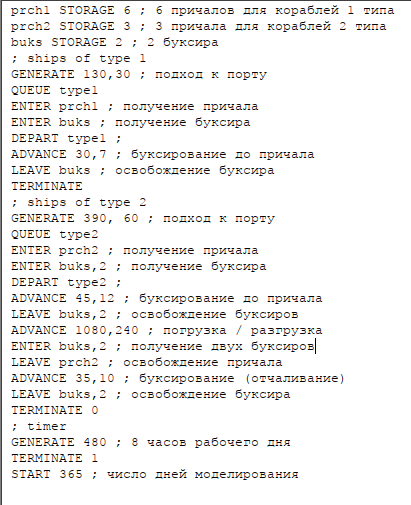 prch1 STORAGE 6 ; 6 причалов для кораблей 1 типа
prch2 STORAGE 3 ; 3 причала для кораблей 2 типа
buks STORAGE 2 ; 2 буксира
; ships of type 1
GENERATE 130,30 ; подход к порту
QUEUE type1
ENTER prch1 ; получение причала
ENTER buks ; получение буксира
DEPART type1 ;
ADVANCE 30,7 ; буксирование до причала
LEAVE buks ; освобождение буксира
TERMINATE
; ships of type 2
GENERATE 390, 60 ; подход к порту
QUEUE type2
ENTER prch2 ; получение причала
ENTER buks,2 ; получение буксира
DEPART type2 ;
ADVANCE 45,12 ; буксирование до причала
LEAVE buks,2 ; освобождение буксиров
ADVANCE 1080,240 ; погрузка / разгрузка
ENTER buks,2 ; получение двух буксиров
LEAVE prch2 ; освобождение причала
ADVANCE 35,10 ; буксирование (отчаливание)
LEAVE buks,2 ; освобождение буксира
TERMINATE 0
; timer
GENERATE 480 ; 8 часов рабочего дня
TERMINATE 1
START 365 ; число дней моделирования